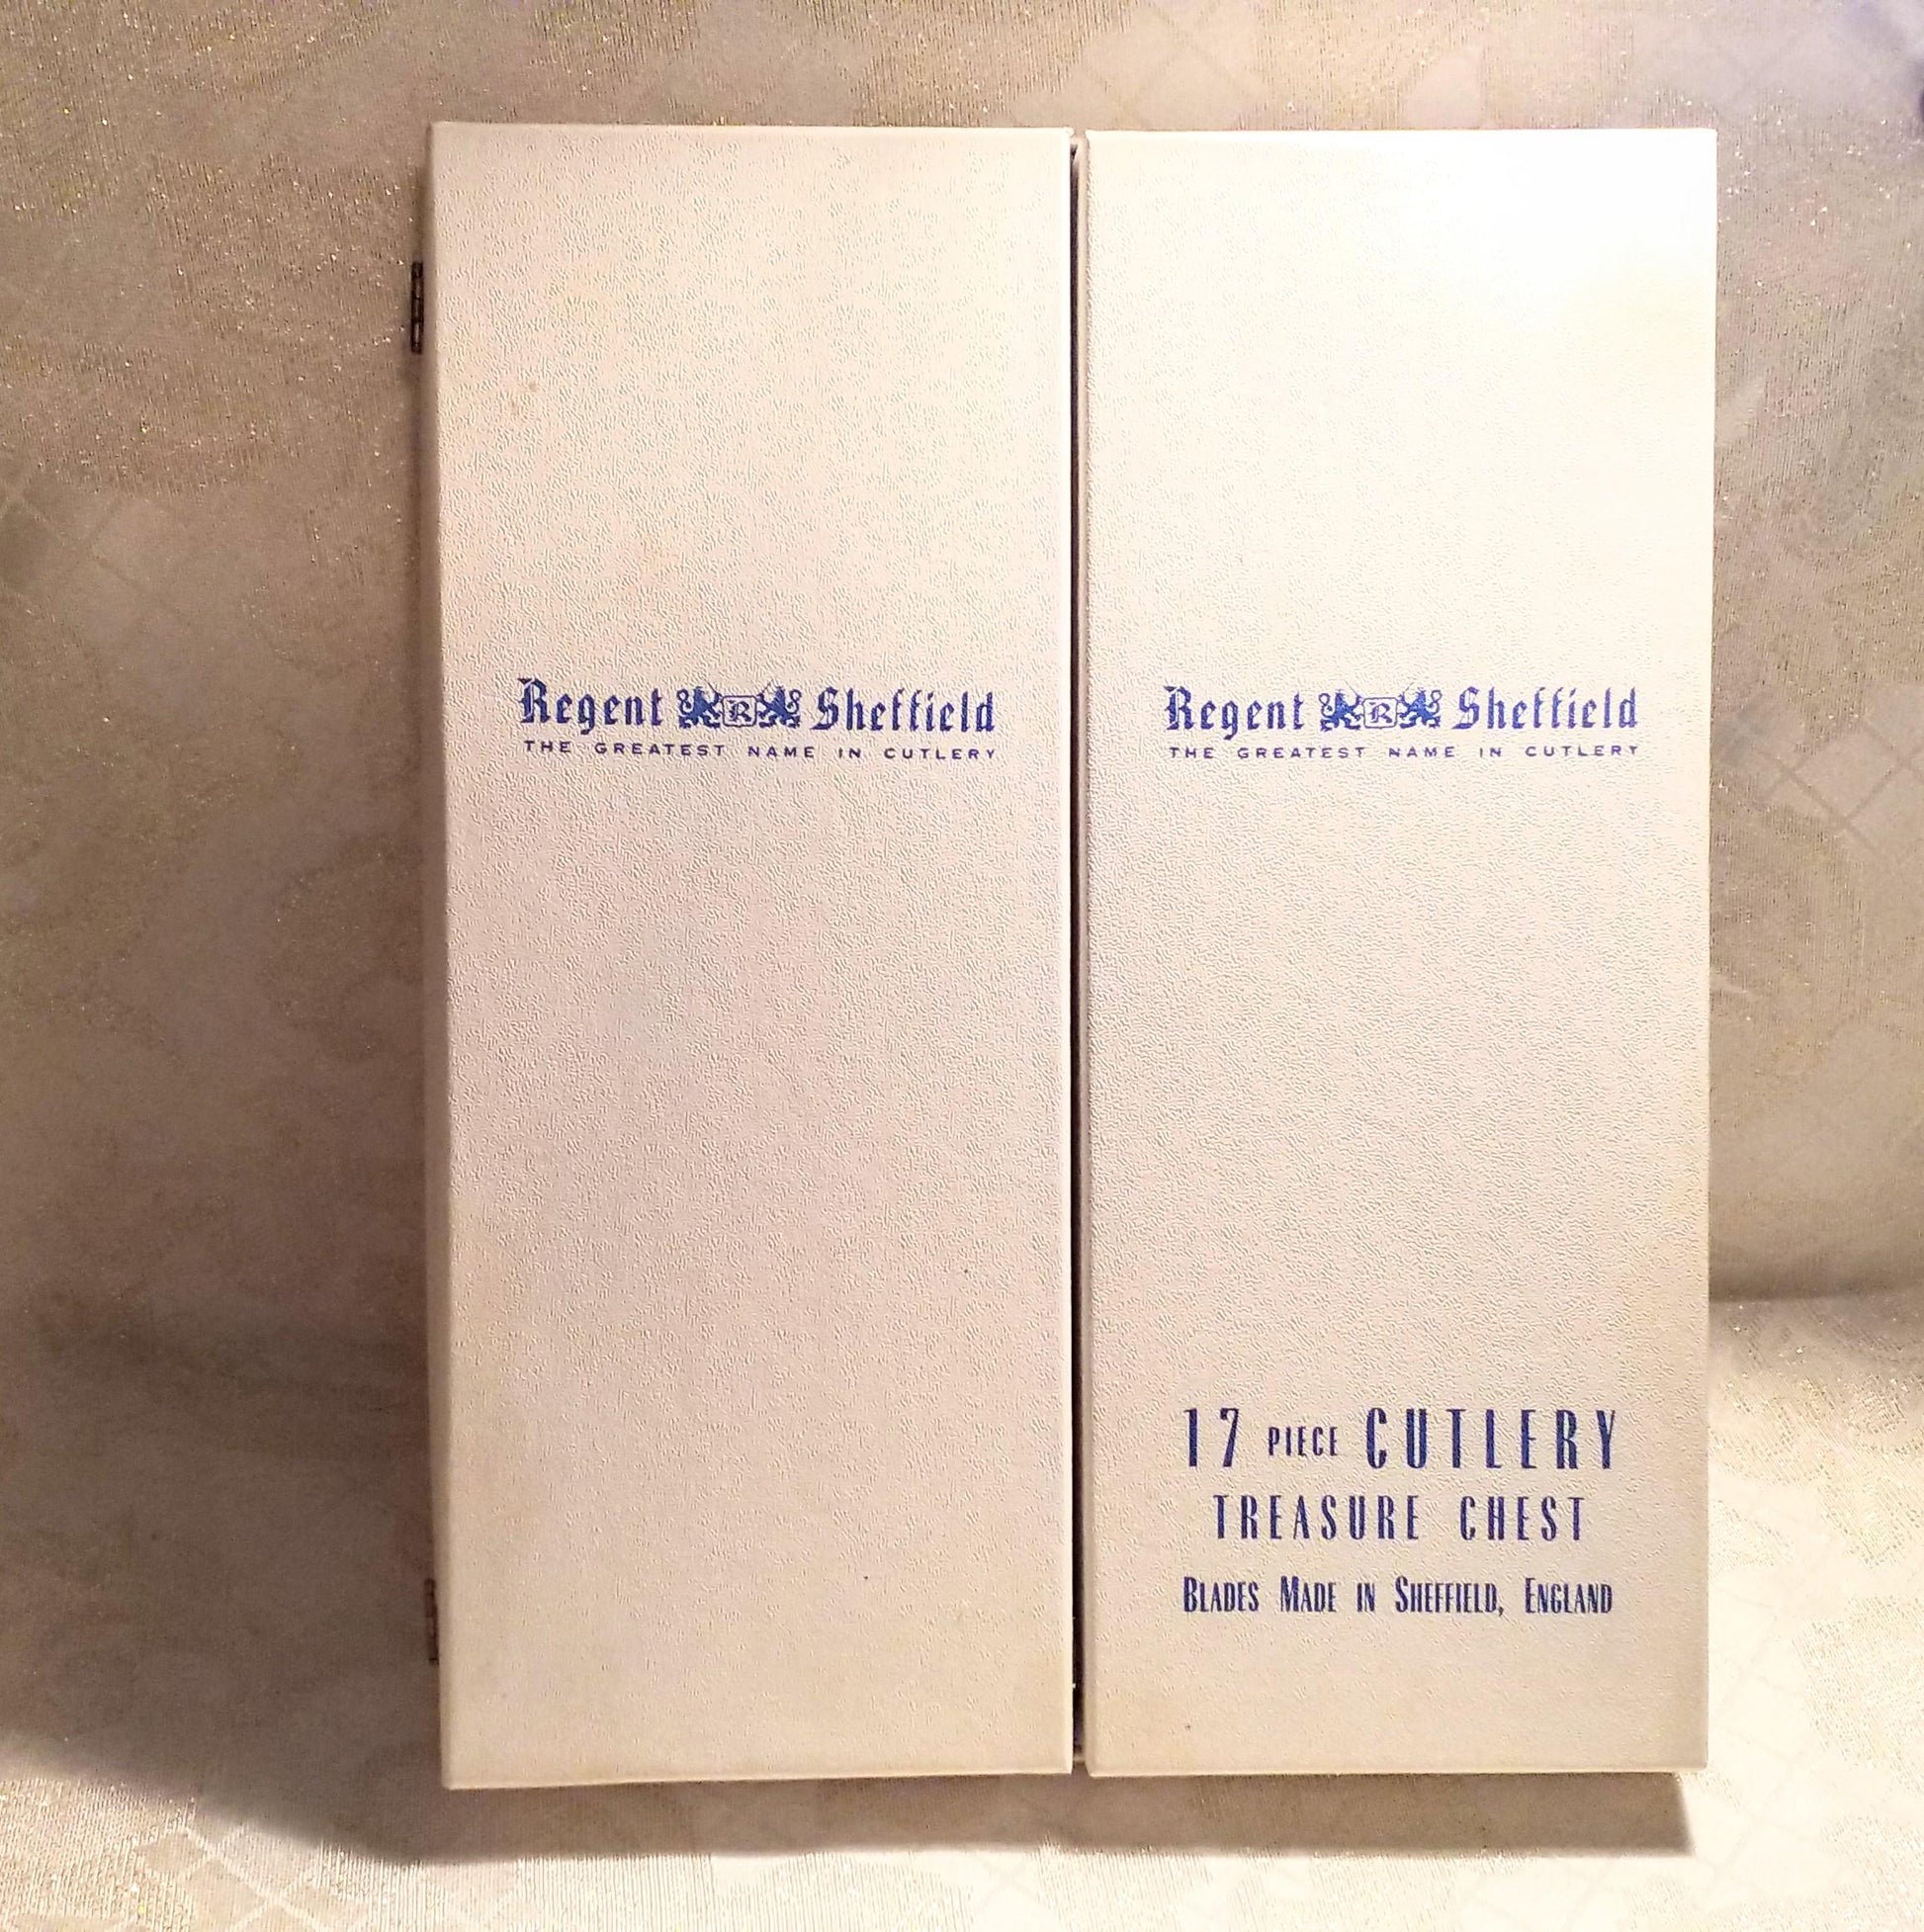 Regent R Sheffield
THE GREATEST NAME IN CUTLERY
Regent R Sheffield
THE GREATEST NAME IN CUTLERY
17 PIECE CUTLERY
TREASURE CHEST
BLADES MADE IN SHEFFIELD, ENGLAND